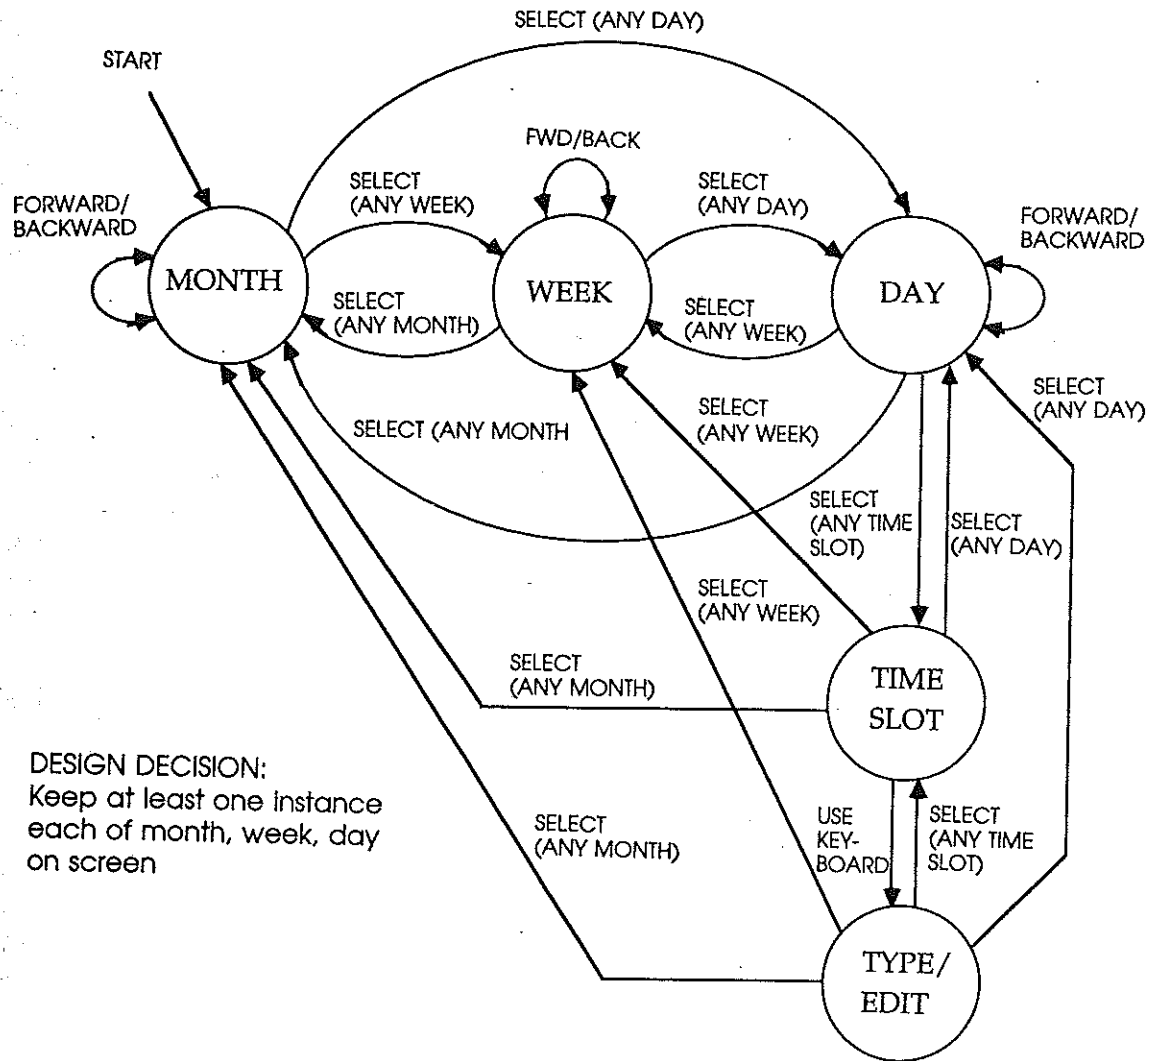 SELECT (ANY DAY)
START
FWD/BACK
SELECT
(ANY WEEK)
SELECT
(ANY DAY)
FORWARD/
BACKWARD
FORWARD/
BACKWARD
MONTH
WEEK
DAY
SELECT
(ANY MONTH)
SELECT
(ANY WEEK)
SELECT
(ANY DAY)
SELECT (ANY MONTH
SELECT
(ANY WEEK)
SELECT
(ANY TIME
SLOT)
SELECT
(ANY DAY)
SELECT
(ANY WEEK)
SELECT
(ANY MONTH)
TIME
SLOT
DESIGN DECISION:
Keep at least one instance
each of month, week, day
on screen
SELECT
(ANY MONTH)
USE
KEY-
BOARD
SELECT
(ANY TIME
SLOT)
TYPE/
EDIT